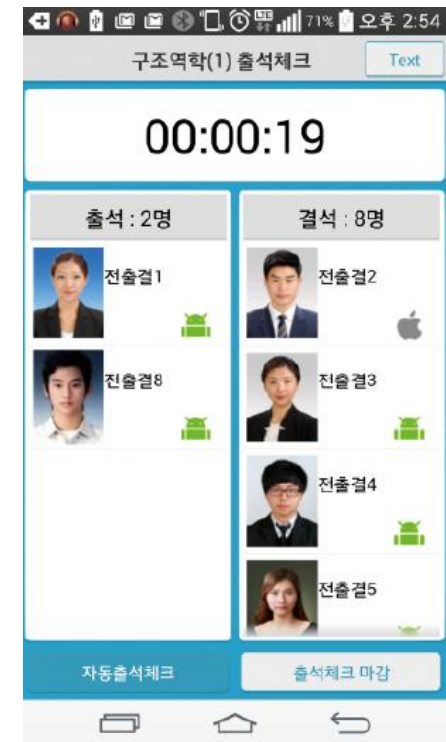 71% 오후 2:54
구조역학(1) 출석체크 Text
00:00:19
출석 : 2명
전출결1
진출결8
결석 : 8명
전출결2
진출결3
전출결4
전출결5
자동출석체크 출석체크 마감